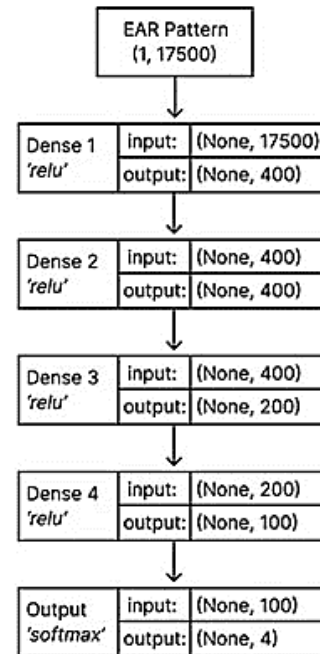 EAR Pattern
(1, 17500)
Dense 1 input: (None, 17500)
'relu' output: (None, 400)
Dense 2 input: (None, 400)
'relu' output: (None, 400)
Dense 3 input: (None, 400)
'relu' output: (None, 200)
Dense 4 input: (None, 200)
'relu' output: (None, 100)
Output input: (None, 100)
'softmax' output: (None, 4)